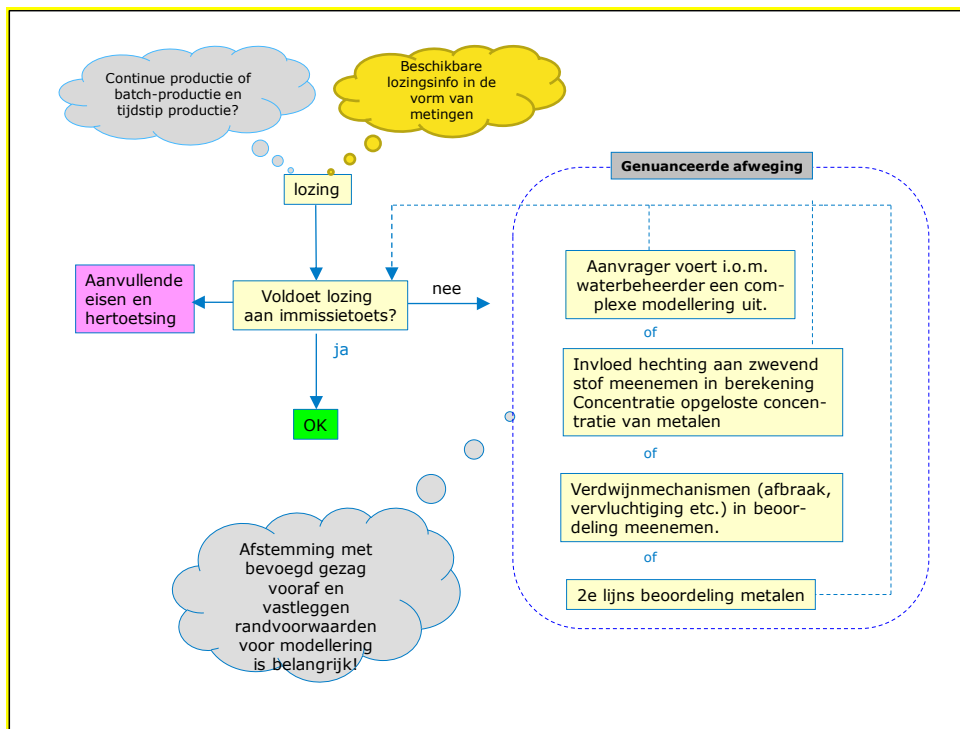 Continue productie of
batch-productie en
tijdstip productie?
Beschikbare
lozingsinfo in de
vorm van
metingen
Genuanceerde afweging
lozing
Aanvullende
eisen en
hertoetsing
Voldoet lozing
aan immissietoets?
nee
ja
OK
Aanvrager voert i.o.m.
waterbeheerder een com-
plexe modellering uit.
of
Invloed hechting aan zwevend
stof meenemen in berekening
Concentratie opgeloste concen-
tratie van metalen
of
Verdwijnmechanismen (afbraak,
vervluchtiging etc.) in beoor-
deling meenemen.
of
2e lijns beoordeling metalen
Afstemming met
bevoegd gezag
vooraf en
vastleggen
randvoorwaarden
voor modellering
is belangrijk!